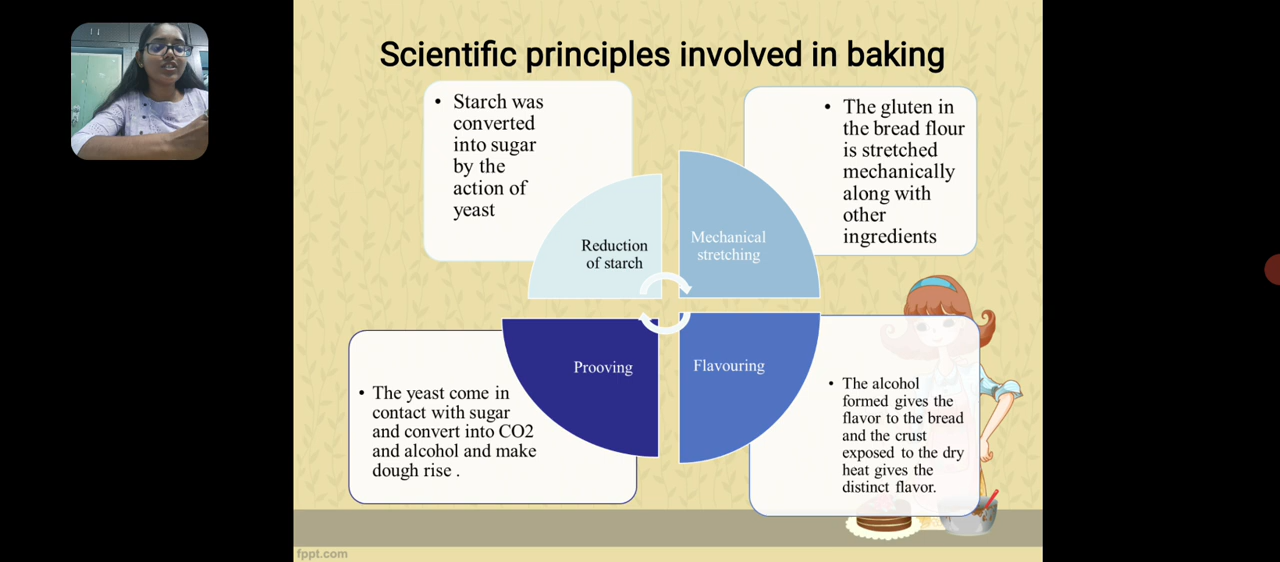 Scientific principles involved in baking
• Starch was
converted
into sugar
by the
action of
yeast
Reduction
of starch
• The gluten in
the bread flour
is stretched
mechanically
along with
other
ingredients
Mechanical
stretching
• The yeast come in
contact with sugar
and convert into CO2
and alcohol and make
dough rise .
Prooving
Flavouring
• The alcohol
formed gives the
flavor to the bread
and the crust
exposed to the dry
heat gives the
distinct flavor.
fppt.com